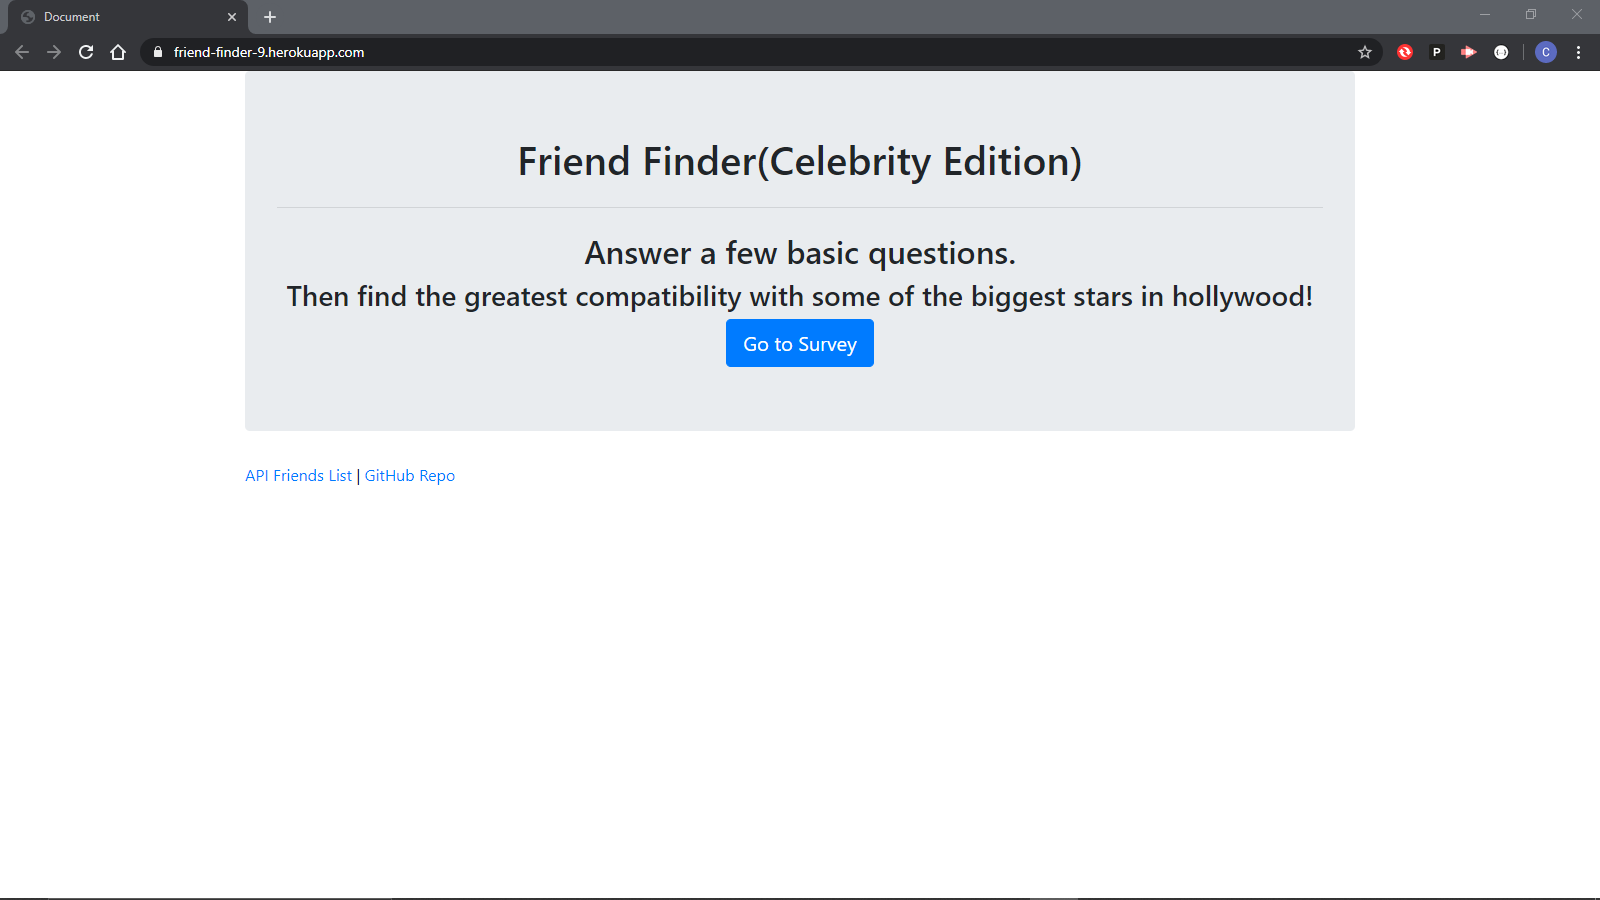 Document
friend-finder-9.herokuapp.com
P
C
Friend Finder(Celebrity Edition)
Answer a few basic questions.
Then find the greatest compatibility with some of the biggest stars in hollywood!
Go to Survey
API Friends List | GitHub Repo